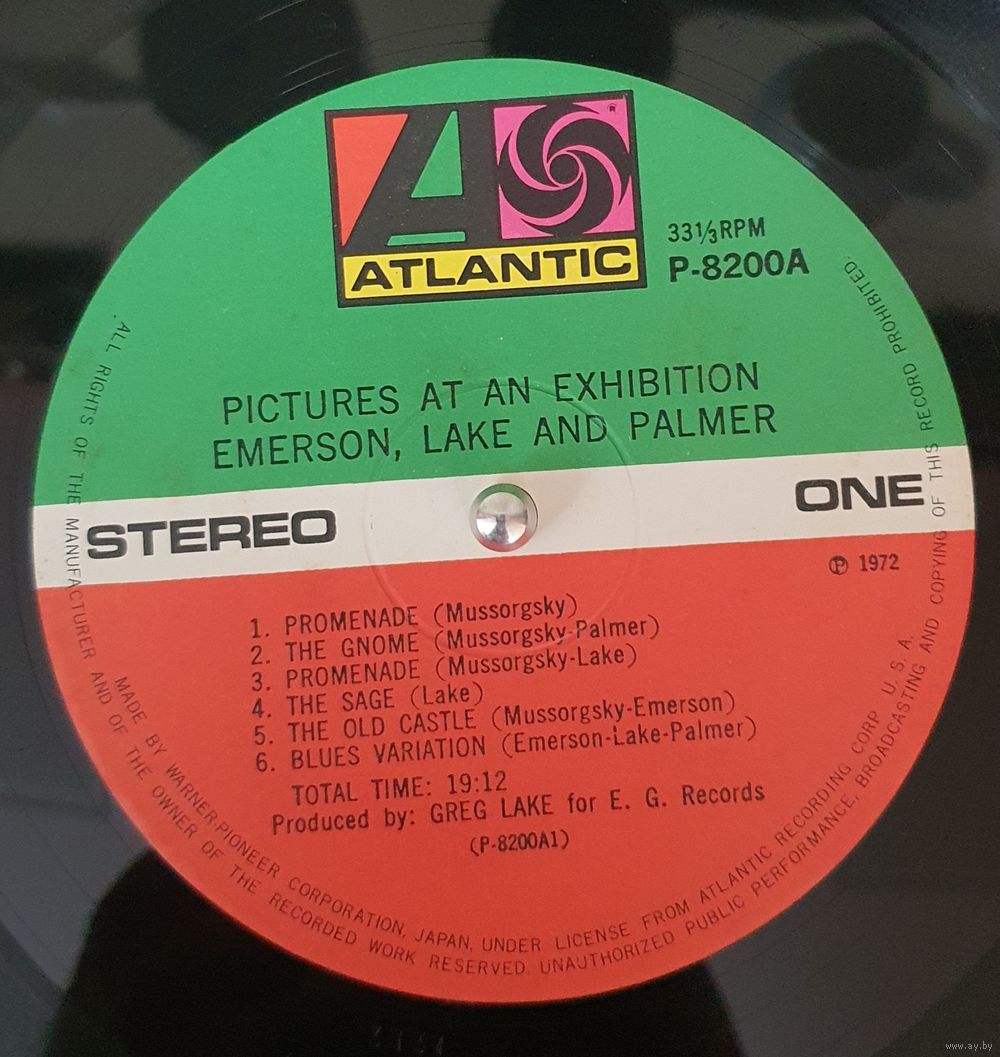 ATLANTIC
®
33⅓RPM
P-8200A
PICTURES AT AN EXHIBITION
EMERSON, LAKE AND PALMER
STEREO
ONE
℗ 1972
1. PROMENADE (Mussorgsky)
2. THE GNOME (Mussorgsky-Palmer)
3. PROMENADE (Mussorgsky-Lake)
4. THE SAGE (Lake)
5. THE OLD CASTLE (Mussorgsky-Emerson)
6. BLUES VARIATION (Emerson-Lake-Palmer)
TOTAL TIME: 19:12
Produced by: GREG LAKE for E. G. Records
(P-8200A1)
MADE BY WARNER-PIONEER CORPORATION, JAPAN, UNDER LICENSE FROM ATLANTIC RECORDING CORP U. S. A.
ALL RIGHTS OF THE MANUFACTURER AND OF THE OWNER OF THE RECORDED WORK RESERVED. UNAUTHORIZED PUBLIC PERFORMANCE, BROADCASTING AND COPYING OF THIS RECORD PROHIBITED.
www.ay.by